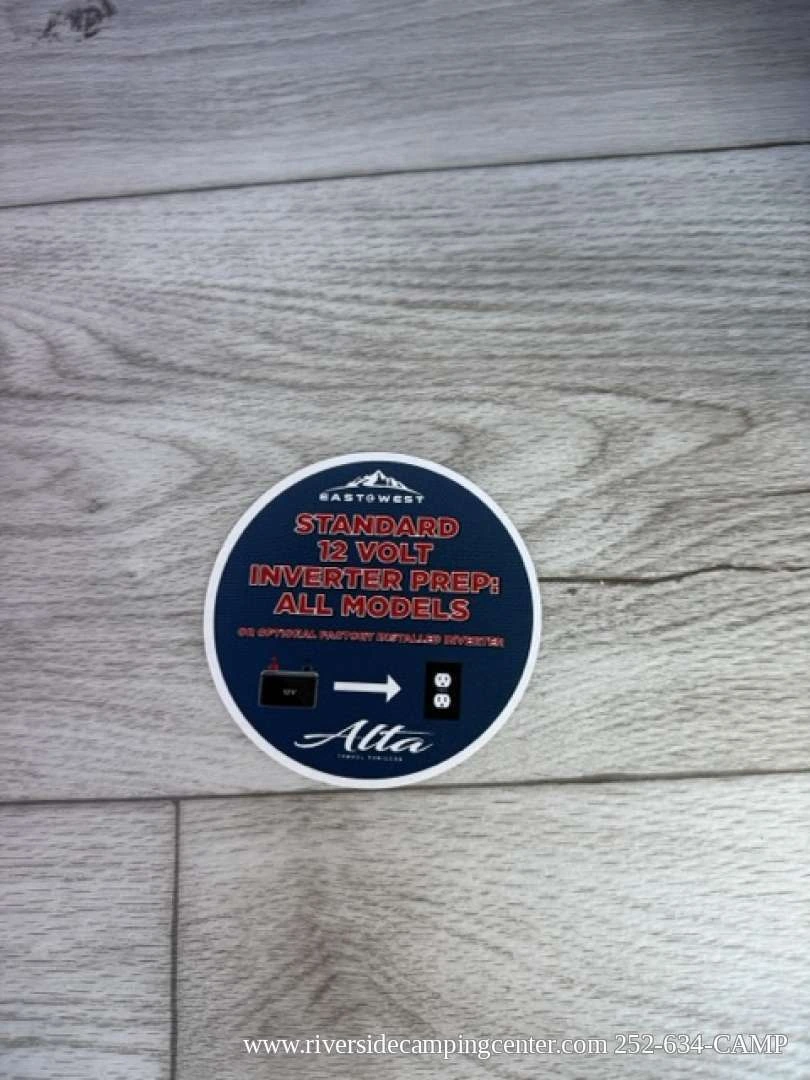 EAST TO WEST
STANDARD
12 VOLT
INVERTER PREP:
ALL MODELS
OR OPTIONAL FACTORY INSTALLED INVERTER
12V
Alta
TRAVEL TRAILERS
www.riversidecampingcenter.com 252-634-CAMP